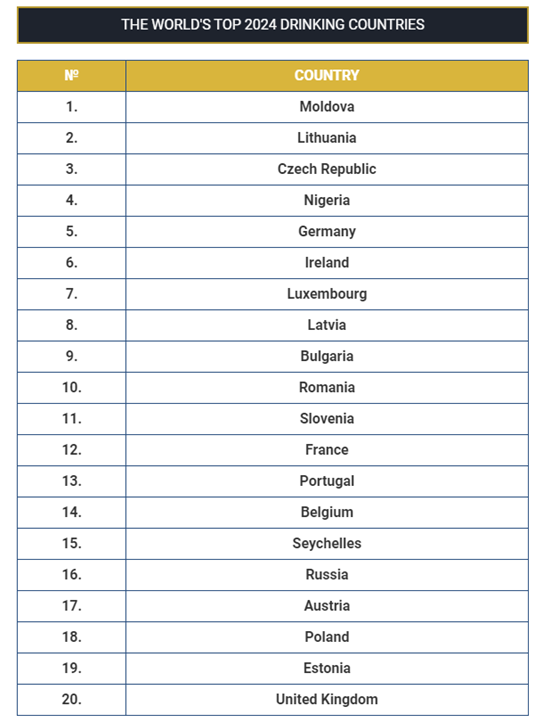 THE WORLD'S TOP 2024 DRINKING COUNTRIES
Nº COUNTRY
1. Moldova
2. Lithuania
3. Czech Republic
4. Nigeria
5. Germany
6. Ireland
7. Luxembourg
8. Latvia
9. Bulgaria
10. Romania
11. Slovenia
12. France
13. Portugal
14. Belgium
15. Seychelles
16. Russia
17. Austria
18. Poland
19. Estonia
20. United Kingdom